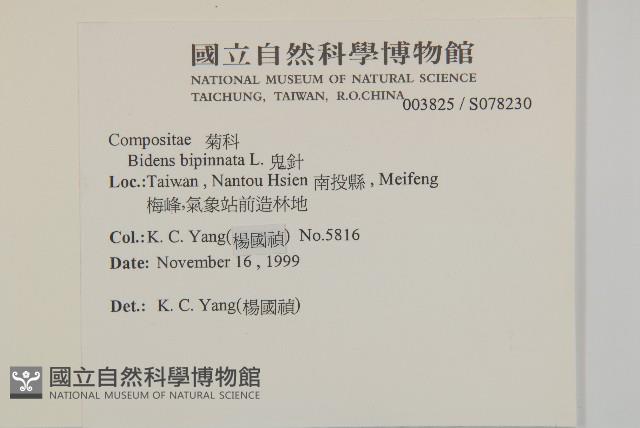 國立自然科學博物館
NATIONAL MUSEUM OF NATURAL SCIENCE
TAICHUNG, TAIWAN, R.O.CHINA 003825 / S078230
Compositae 菊科
Bidens bipinnata L. 鬼針
Loc.:Taiwan , Nantou Hsien 南投縣 , Meifeng
梅峰,氣象站前造林地
Col.:K. C. Yang(楊國禎) No.5816
Date: November 16 , 1999
Det.: K. C. Yang(楊國禎)
國立自然科學博物館
NATIONAL MUSEUM OF NATURAL SCIENCE